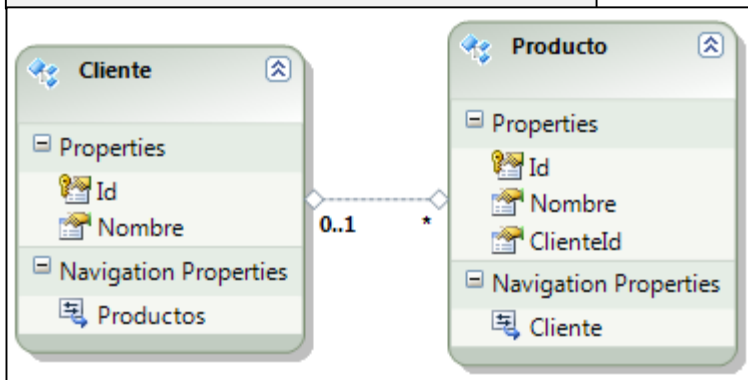 Cliente
Properties
Id
Nombre
Navigation Properties
Productos
0..1
*
Producto
Properties
Id
Nombre
ClienteId
Navigation Properties
Cliente